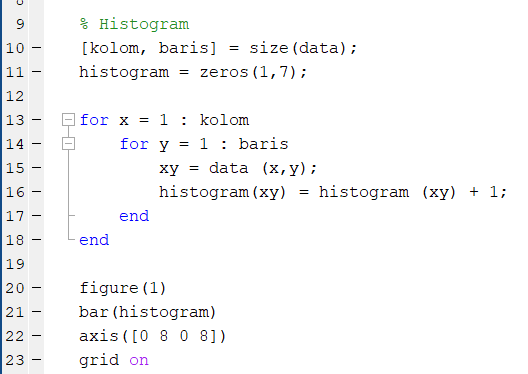 9 % Histogram
10 – [kolom, baris] = size(data);
11 – histogram = zeros(1,7);
12
13 – for x = 1 : kolom
14 – for y = 1 : baris
15 – xy = data (x,y);
16 – histogram(xy) = histogram (xy) + 1;
17 – end
18 – end
19
20 – figure(1)
21 – bar(histogram)
22 – axis([0 8 0 8])
23 – grid on